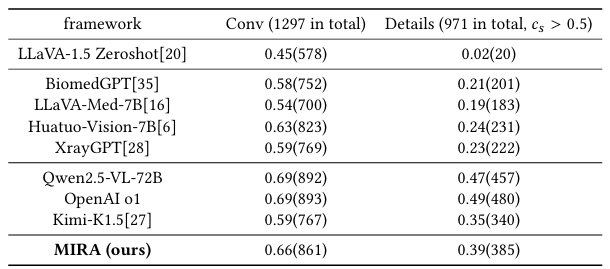 framework Conv (1297 in total) Details (971 in total, c_s > 0.5)
LLaVA-1.5 Zeroshot[20] 0.45(578) 0.02(20)
BiomedGPT[35] 0.58(752) 0.21(201)
LLaVA-Med-7B[16] 0.54(700) 0.19(183)
Huatuo-Vision-7B[6] 0.63(823) 0.24(231)
XrayGPT[28] 0.59(769) 0.23(222)
Qwen2.5-VL-72B 0.69(892) 0.47(457)
OpenAI o1 0.69(893) 0.49(480)
Kimi-K1.5[27] 0.59(767) 0.35(340)
MIRA (ours) 0.66(861) 0.39(385)